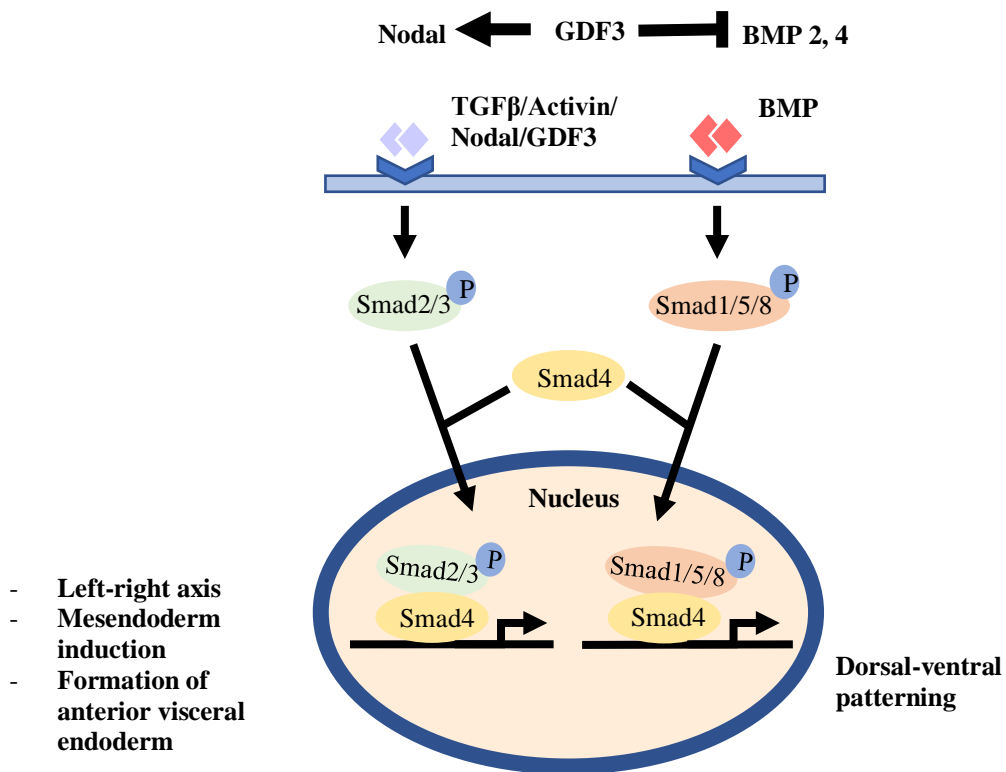 Nodal
GDF3
BMP 2, 4
TGFβ/Activin/
Nodal/GDF3
BMP
Smad2/3
P
Smad1/5/8
P
Smad4
Nucleus
Smad2/3
P
Smad4
Smad1/5/8
P
Smad4
- Left-right axis
- Mesendoderm
induction
- Formation of
anterior visceral
endoderm
Dorsal-ventral
patterning